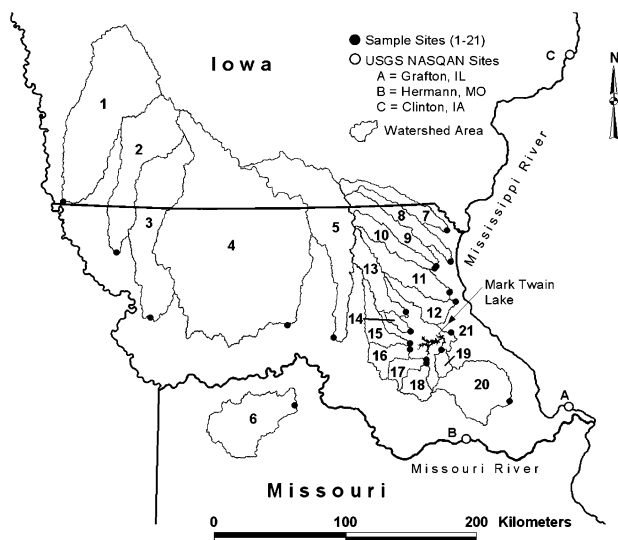 Iowa
Sample Sites (1-21)
USGS NASQAN Sites
A = Grafton, IL
B = Hermann, MO
C = Clinton, IA
Watershed Area
C
N
1
2
3
4
5
6
7
8
9
10
11
12
13
14
15
16
17
18
19
20
21
Mississippi River
Mark Twain
Lake
A
B
Missouri River
Missouri
0 100 200 Kilometers